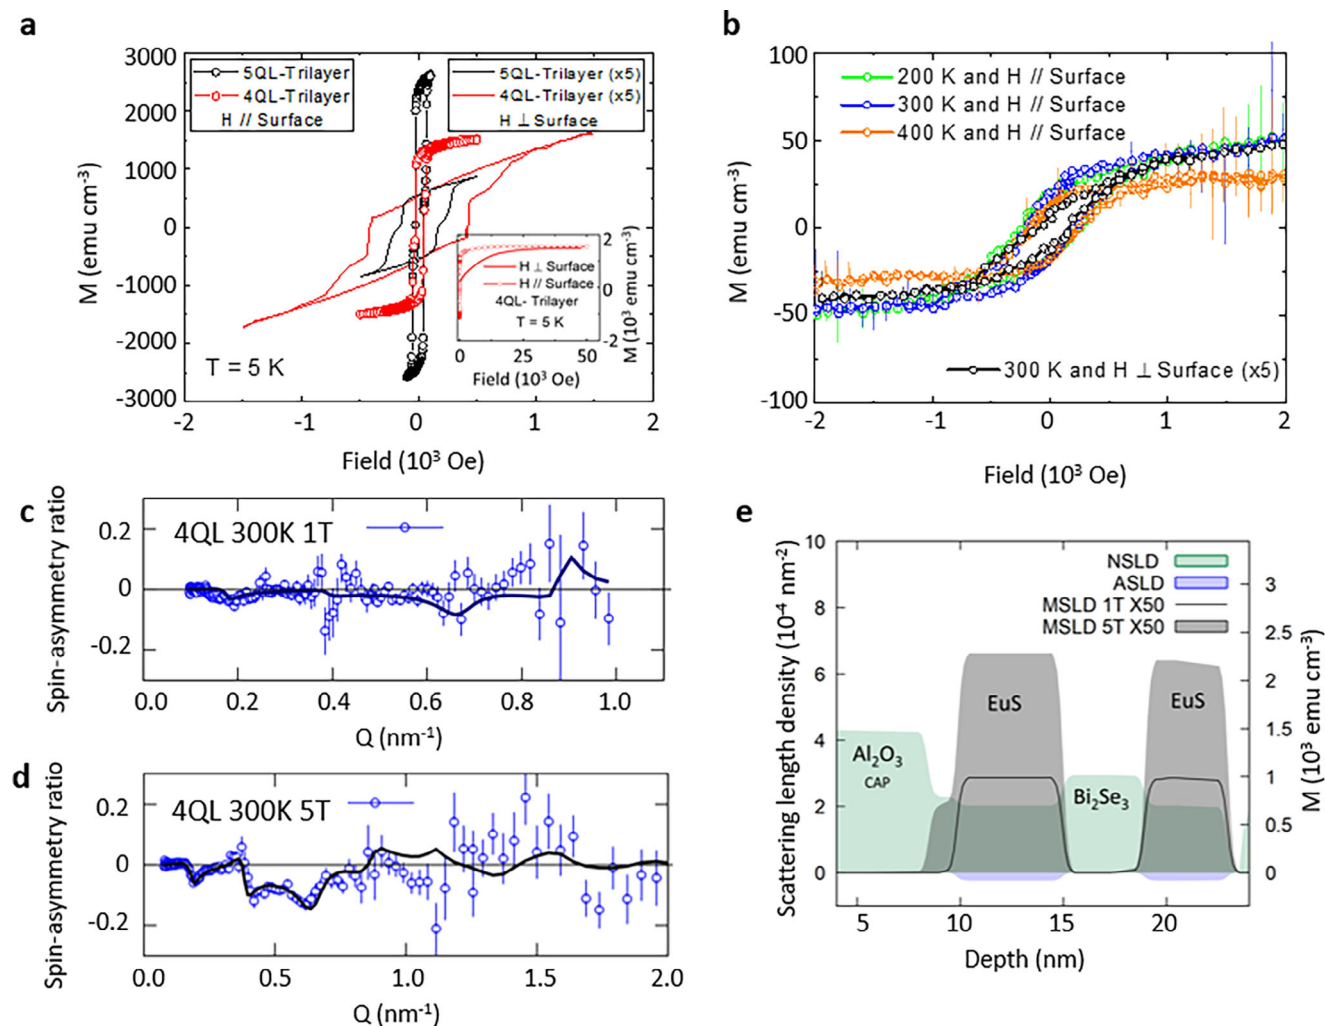 a
3000
2000
1000
0
-1000
-2000
-3000
M (emu cm⁻³)
5QL-Trilayer
4QL-Trilayer
H // Surface
5QL-Trilayer (x5)
4QL-Trilayer (x5)
H ⊥ Surface
H ⊥ Surface
H // Surface
4QL- Trilayer
T = 5 K
2
0
-2
M (10³ emu cm⁻³)
0 25 50
Field (10³ Oe)
T = 5 K
-2 -1 0 1 2
Field (10³ Oe)
b
100
50
0
-50
-100
M (emu cm⁻³)
200 K and H // Surface
300 K and H // Surface
400 K and H // Surface
300 K and H ⊥ Surface (x5)
-2 -1 0 1 2
Field (10³ Oe)
c
Spin-asymmetry ratio
0.2
0
-0.2
4QL 300K 1T
0.0 0.2 0.4 0.6 0.8 1.0
Q (nm⁻¹)
d
Spin-asymmetry ratio
0.2
0
-0.2
4QL 300K 5T
0.0 0.5 1.0 1.5 2.0
Q (nm⁻¹)
e
Scattering length density (10⁻⁴ nm⁻²)
10
8
6
4
2
0
NSLD
ASLD
MSLD 1T X50
MSLD 5T X50
Al₂O₃
CAP
EuS
Bi₂Se₃
EuS
3
2.5
2
1.5
1
0.5
0
M (10³ emu cm⁻³)
5 10 15 20
Depth (nm)